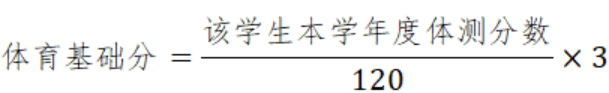 体育基础分 = 该学生本学年度体测分数 / 120 × 3